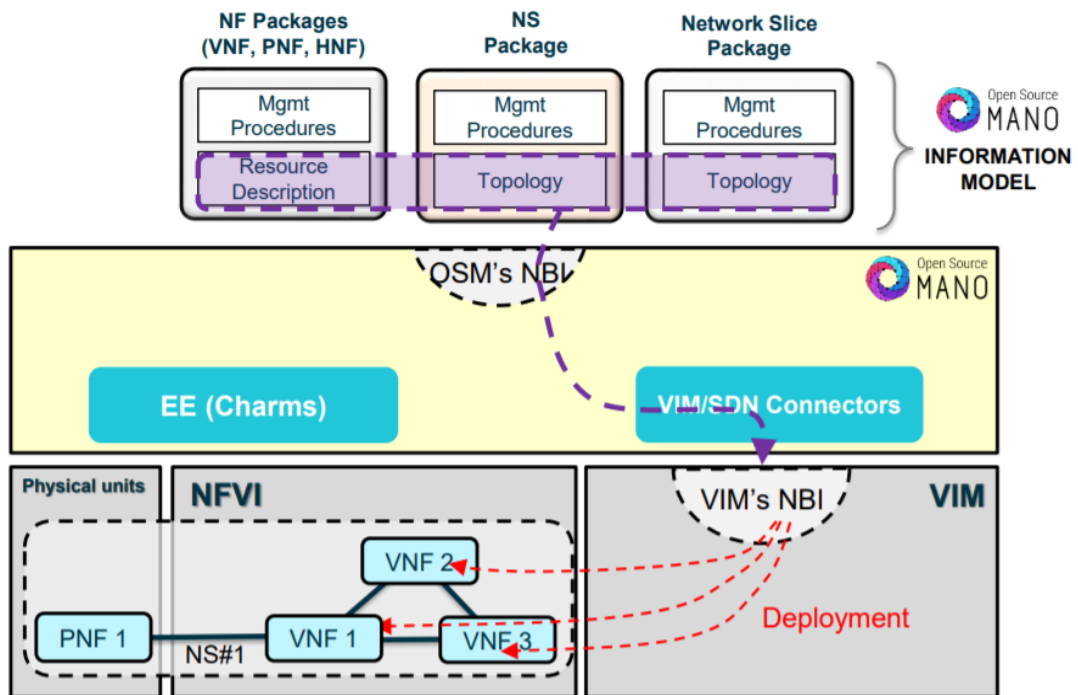 NF Packages
(VNF, PNF, HNF)
NS
Package
Network Slice
Package
Mgmt
Procedures
Resource
Description
Mgmt
Procedures
Topology
Mgmt
Procedures
Topology
Open Source
MANO
INFORMATION
MODEL
OSM's NBI
Open Source
MANO
EE (Charms)
VIM/SDN Connectors
Physical units
NFVI
VIM's NBI
VIM
VNF 2
PNF 1
VNF 1
VNF 3
NS#1
Deployment